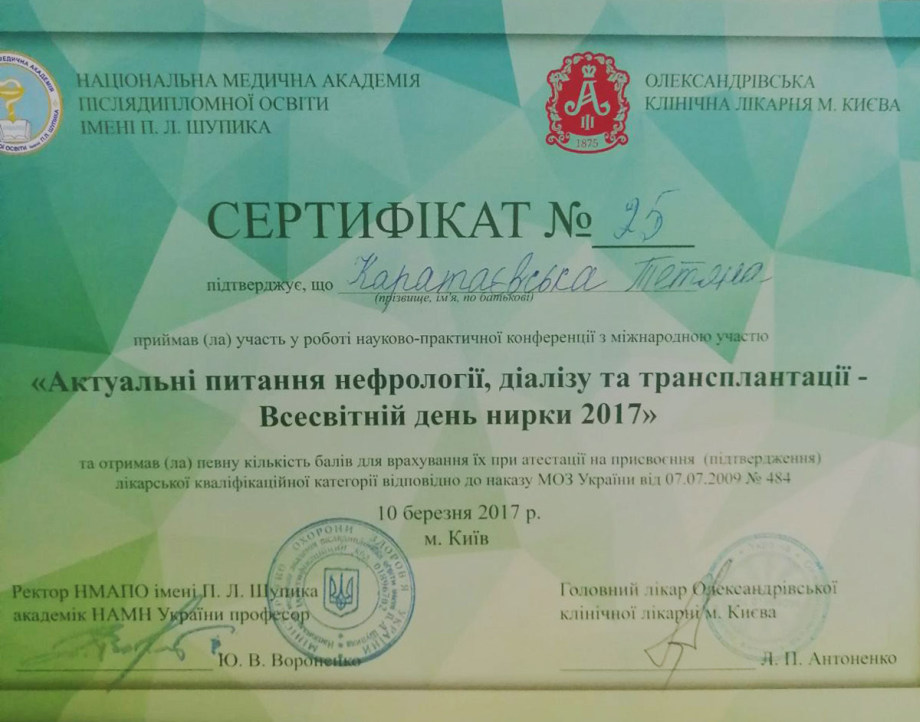 НАЦІОНАЛЬНА МЕДИЧНА АКАДЕМІЯ
ПІСЛЯДИПЛОМНОЇ ОСВІТИ
ІМЕНІ П. Л. ШУПИКА
ОЛЕКСАНДРІВСЬКА
КЛІНІЧНА ЛІКАРНЯ М. КИЄВА
А
1875
СЕРТИФІКАТ № 25
підтверджує, що Каратаєвська Тетяна
(прізвище, ім'я, по батькові)
приймав (ла) участь у роботі науково-практичної конференції з міжнародною участю
«Актуальні питання нефрології, діалізу та трансплантації -
Всесвітній день нирки 2017»
та отримав (ла) певну кількість балів для врахування їх при атестації на присвоєння (підтвердження)
лікарської кваліфікаційної категорії відповідно до наказу МОЗ України від 07.07.2009 № 484
10 березня 2017 р.
м. Київ
Ректор НМАПО імені П. Л. Шупика
академік НАМН України професор
Ю. В. Вороненко
Головний лікар Олександрівської
клінічної лікарні м. Києва
Л. П. Антоненко
МІНІСТЕРСТВО ОХОРОНИ ЗДОРОВ'Я УКРАЇНИ